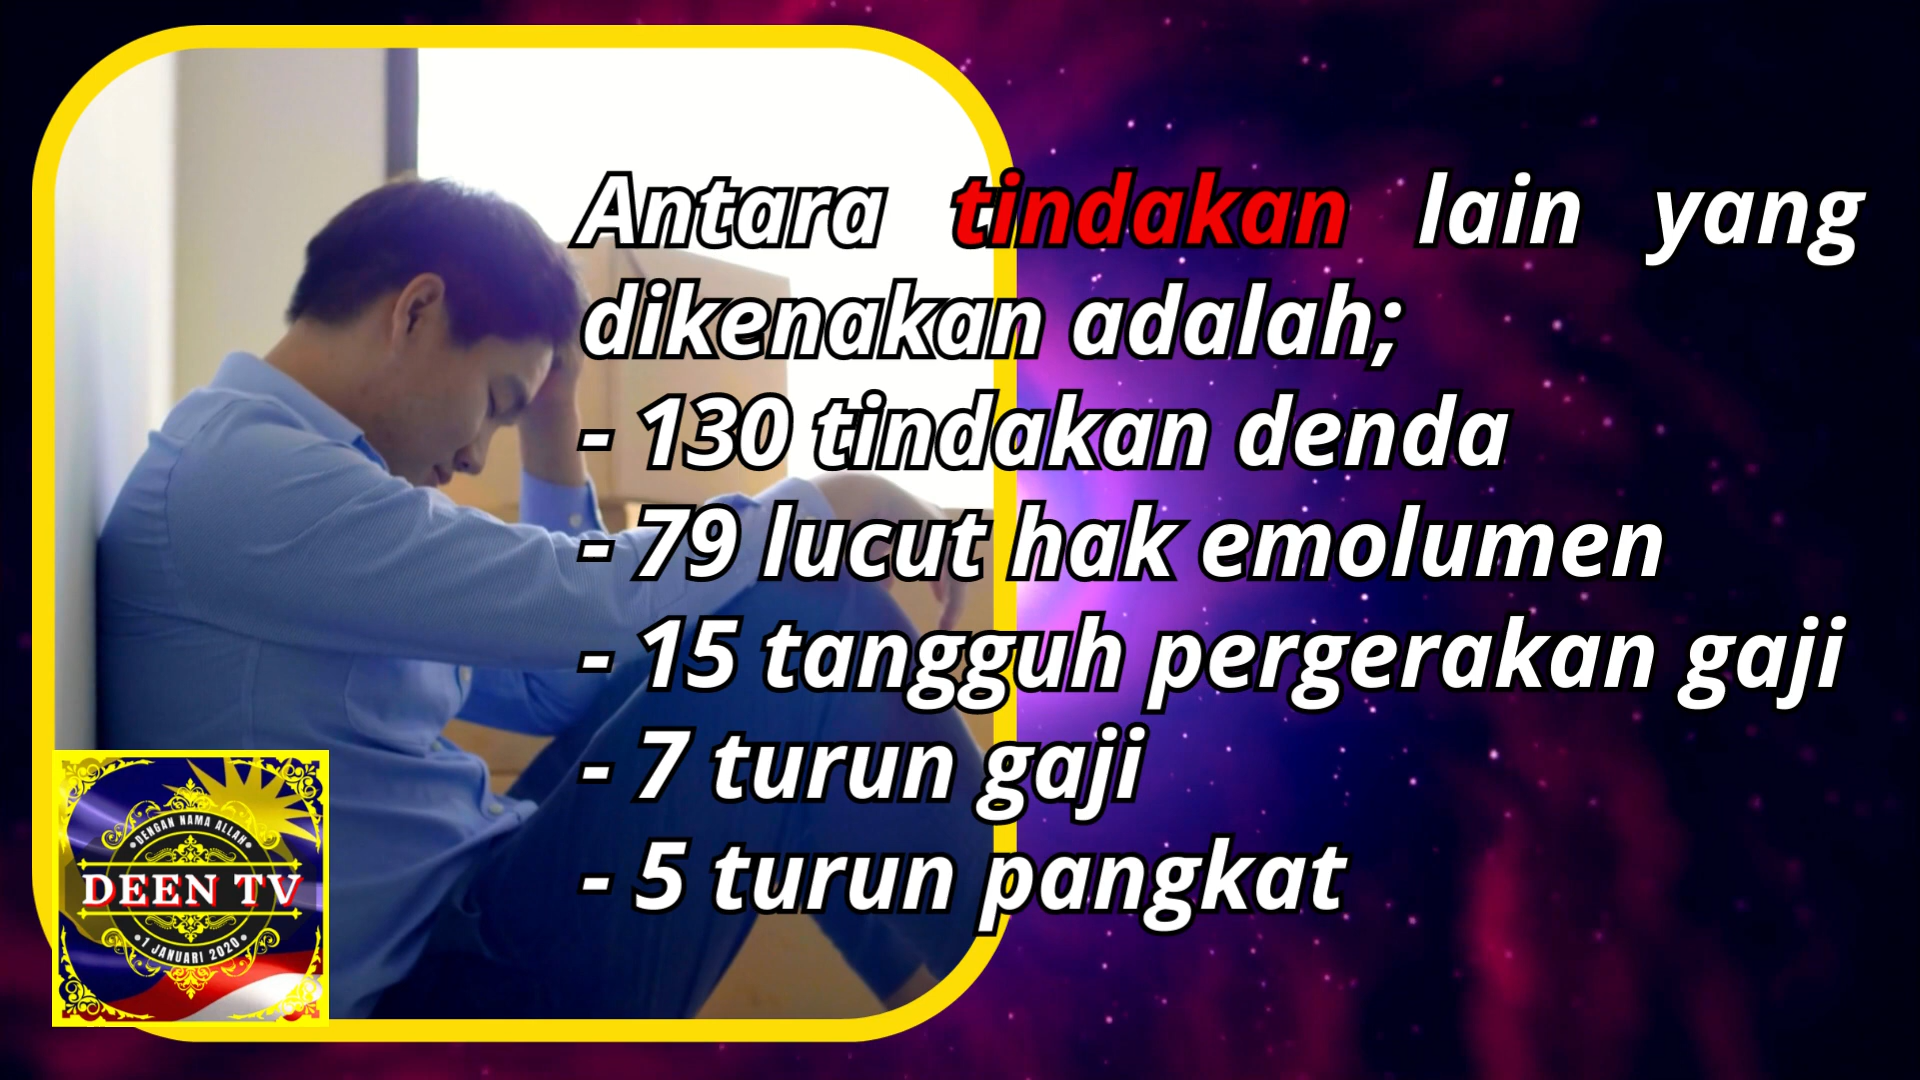 Antara tindakan lain yang
dikenakan adalah;
- 130 tindakan denda
- 79 lucut hak emolumen
- 15 tangguh pergerakan gaji
- 7 turun gaji
- 5 turun pangkat
•DENGAN NAMA ALLAH•
DEEN TV
•1 JANUARI 2020•